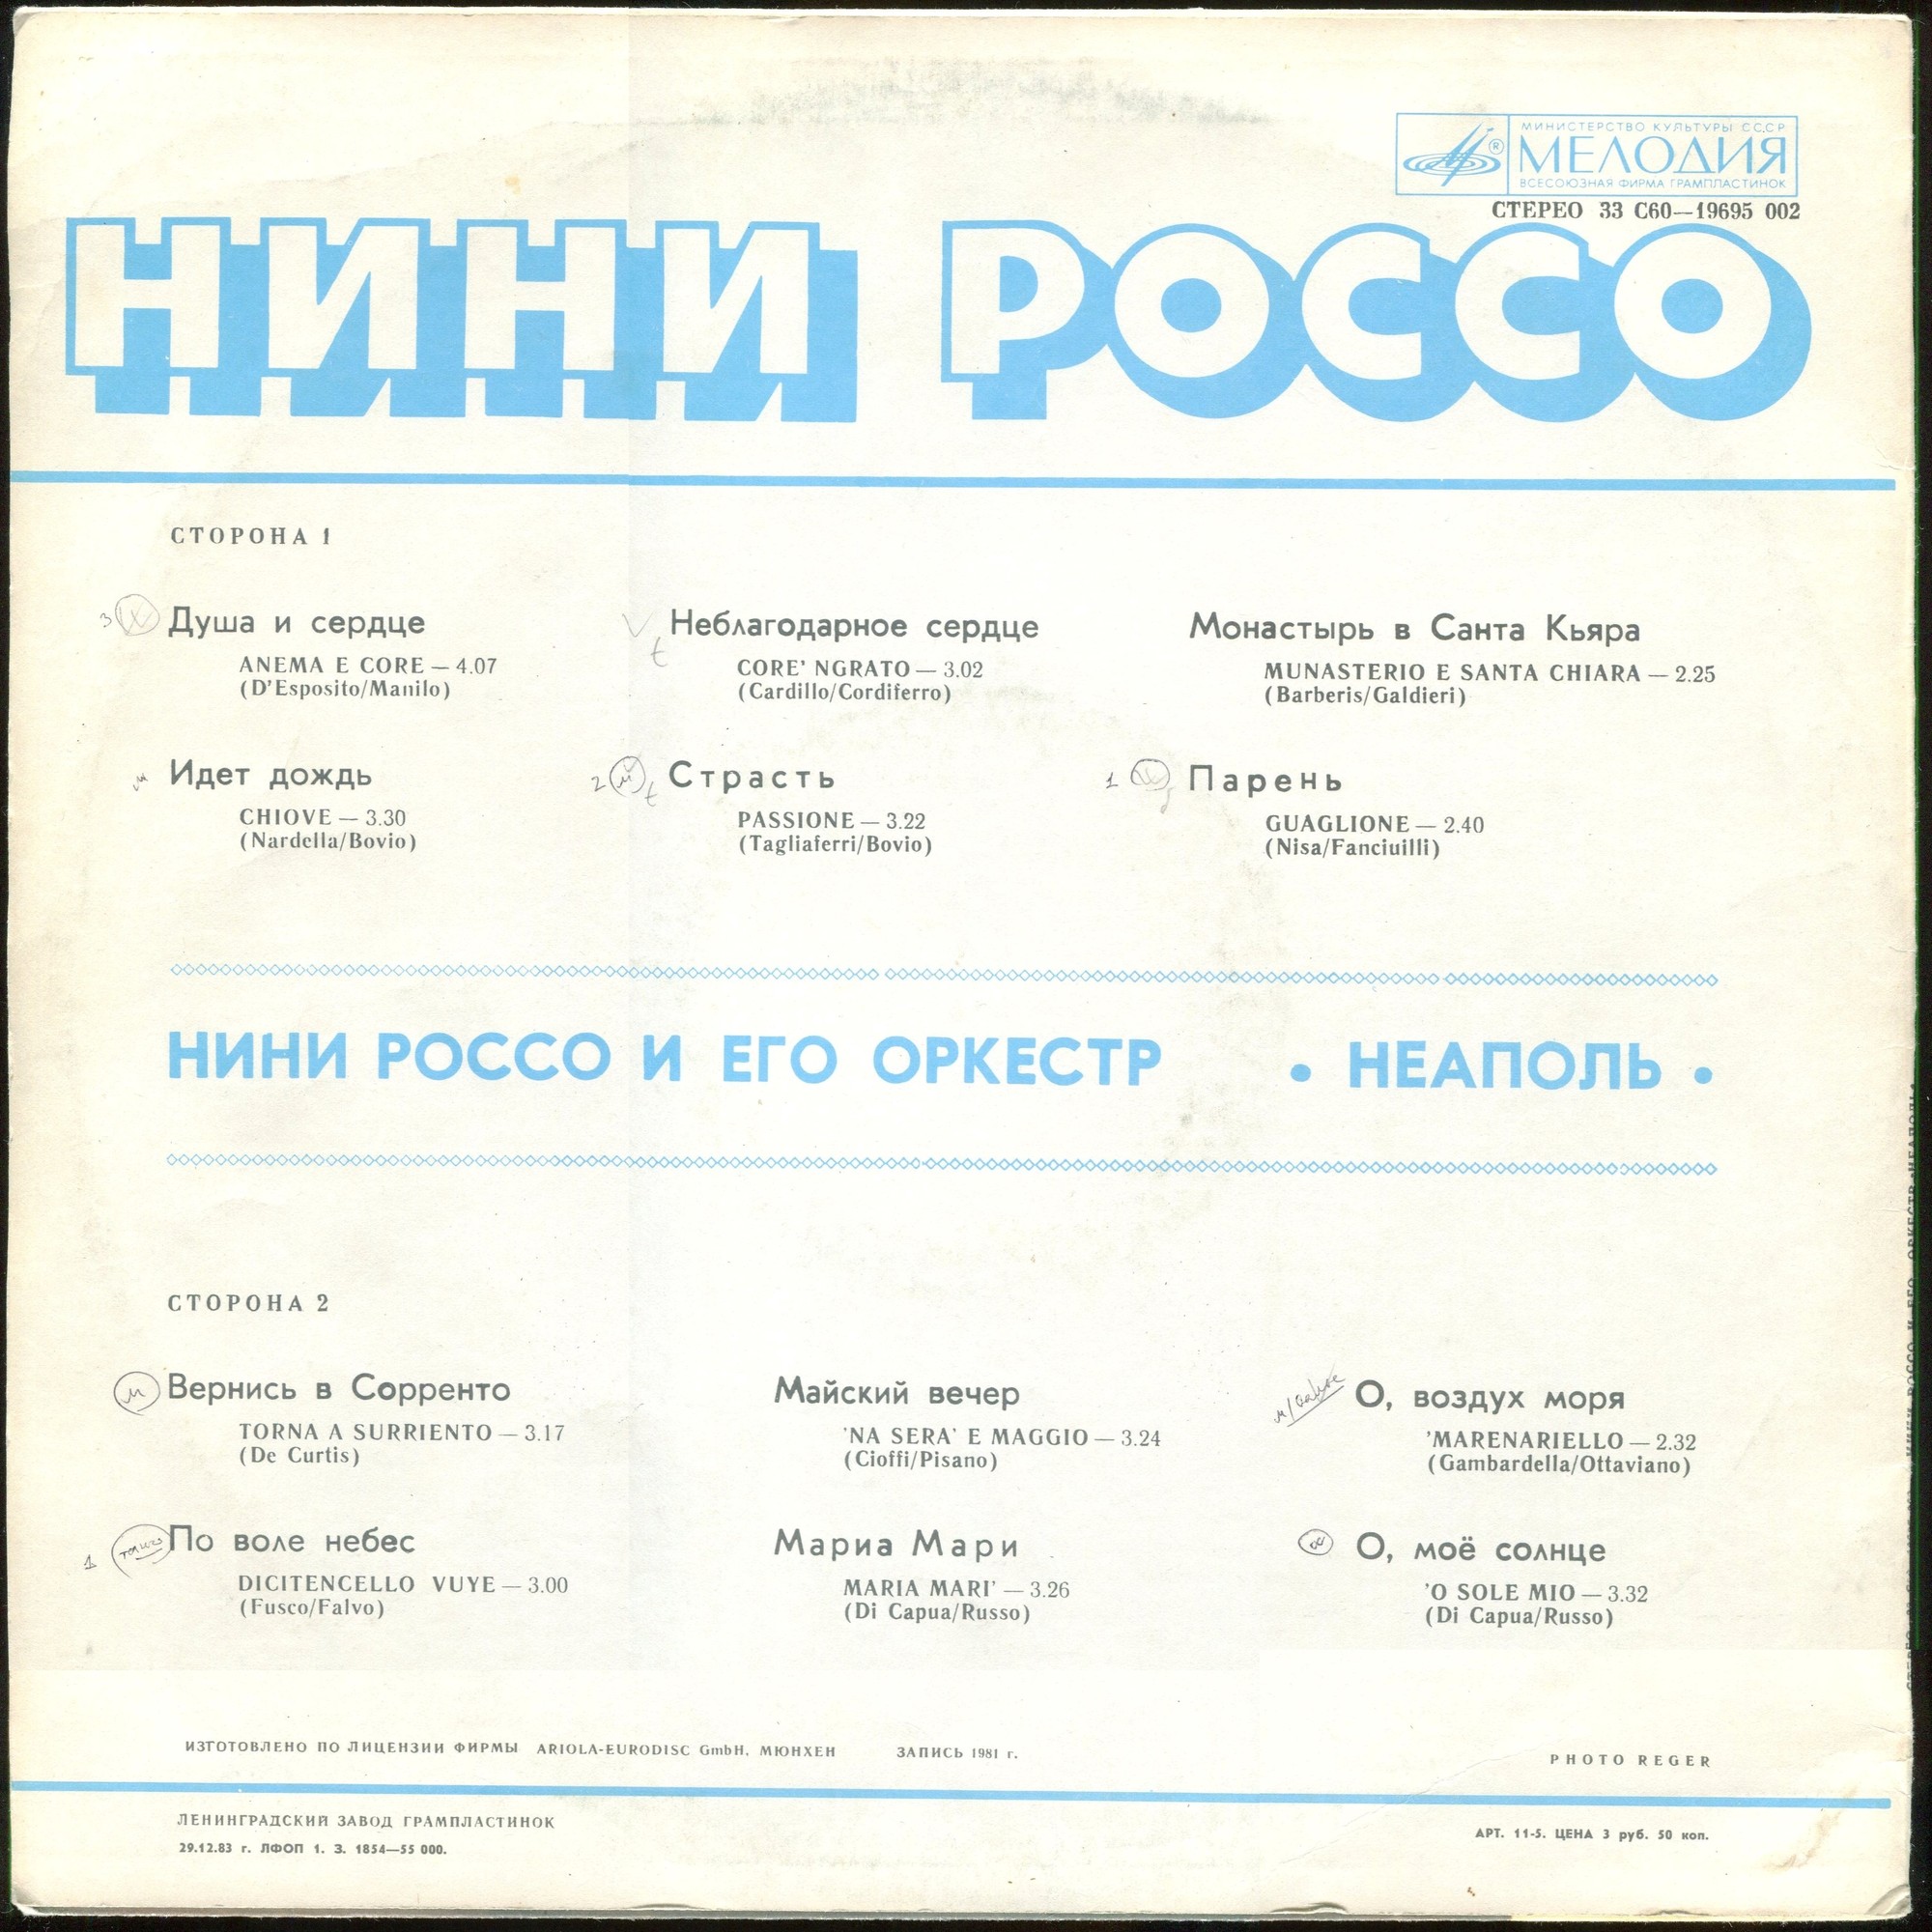 МИНИСТЕРСТВО КУЛЬТУРЫ СССР
МЕЛОДИЯ
ВСЕСОЮЗНАЯ ФИРМА ГРАМПЛАСТИНОК
СТЕРЕО 33 С60—19695 002
НИНИ РОССО
СТОРОНА 1
Душа и сердце
ANEMA E CORE — 4.07
(D'Esposito/Manilo)
Неблагодарное сердце
CORE' NGRATO — 3.02
(Cardillo/Cordiferro)
Монастырь в Санта Кьяра
MUNASTERIO E SANTA CHIARA — 2.25
(Barberis/Galdieri)
Идет дождь
CHIOVE — 3.30
(Nardella/Bovio)
Страсть
PASSIONE — 3.22
(Tagliaferri/Bovio)
Парень
GUAGLIONE — 2.40
(Nisa/Fanciuilli)
НИНИ РОССО И ЕГО ОРКЕСТР • НЕАПОЛЬ •
СТОРОНА 2
Вернись в Сорренто
TORNA A SURRIENTO — 3.17
(De Curtis)
Майский вечер
'NA SERA' E MAGGIO — 3.24
(Cioffi/Pisano)
О, воздух моря
'MARENARIELLO — 2.32
(Gambardella/Ottaviano)
По воле небес
DICITENCELLO VUYE — 3.00
(Fusco/Falvo)
Мариа Мари
MARIA MARI' — 3.26
(Di Capua/Russo)
О, моё солнце
'O SOLE MIO — 3.32
(Di Capua/Russo)
ИЗГОТОВЛЕНО ПО ЛИЦЕНЗИИ ФИРМЫ ARIOLA-EURODISC GmbH, МЮНХЕН ЗАПИСЬ 1981 г.
PHOTO REGER
ЛЕНИНГРАДСКИЙ ЗАВОД ГРАМПЛАСТИНОК
29.12.83 г. ЛФОП 1. З. 1854—55 000.
АРТ. 11-5. ЦЕНА 3 руб. 50 коп.